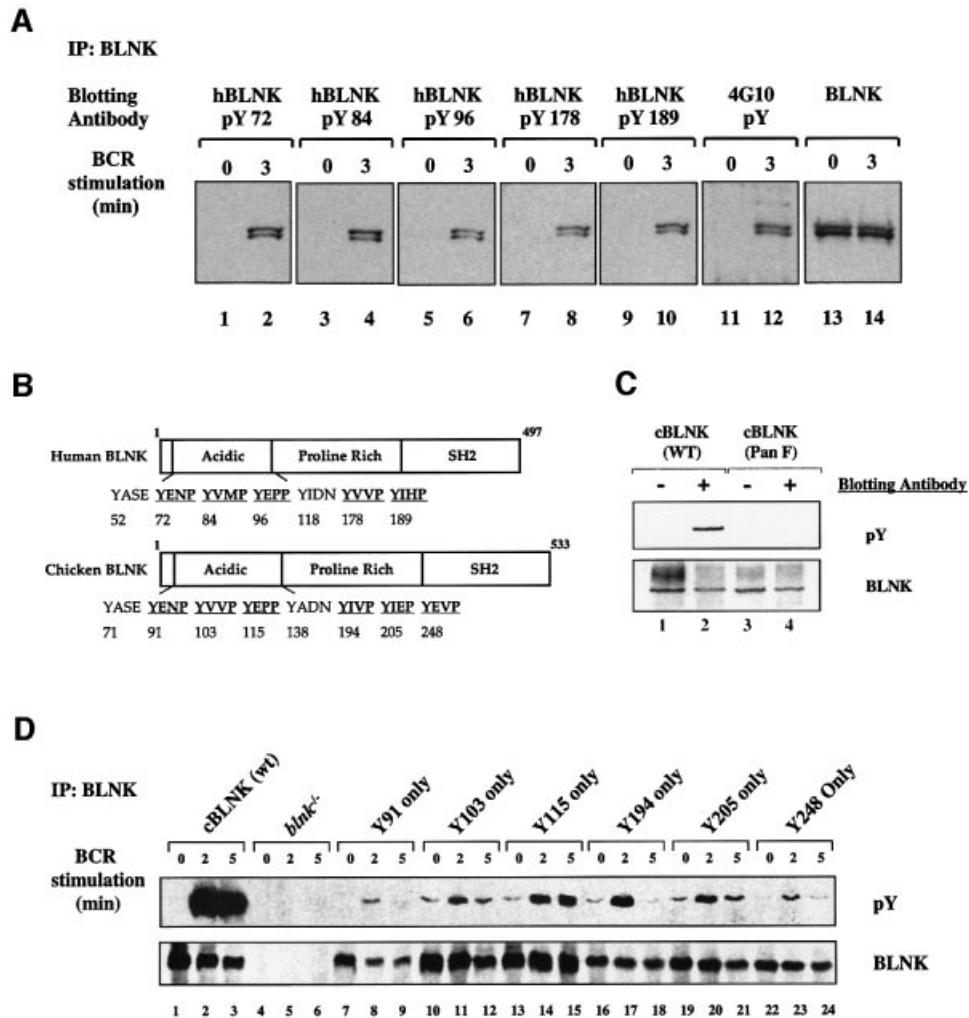 A
IP: BLNK
Blotting Antibody
hBLNK pY 72
hBLNK pY 84
hBLNK pY 96
hBLNK pY 178
hBLNK pY 189
4G10 pY
BLNK
BCR stimulation (min)
0 3 0 3 0 3 0 3 0 3 0 3 0 3
1 2 3 4 5 6 7 8 9 10 11 12 13 14
B
1 497
Human BLNK Acidic Proline Rich SH2
YASE YENP YVMP YEPP YIDN YVVP YIHP
52 72 84 96 118 178 189
1 533
Chicken BLNK Acidic Proline Rich SH2
YASE YENP YVVP YEPP YADN YIVP YIEP YEVP
71 91 103 115 138 194 205 248
C
cBLNK (WT)
cBLNK (Pan F)
- + - + Blotting Antibody
pY
BLNK
1 2 3 4
D
IP: BLNK
cBLNK (wt)
blnk-/-
Y91 only
Y103 only
Y115 only
Y194 only
Y205 only
Y248 Only
BCR stimulation (min)
0 2 5 0 2 5 0 2 5 0 2 5 0 2 5 0 2 5 0 2 5 0 2 5
pY
BLNK
1 2 3 4 5 6 7 8 9 10 11 12 13 14 15 16 17 18 19 20 21 22 23 24